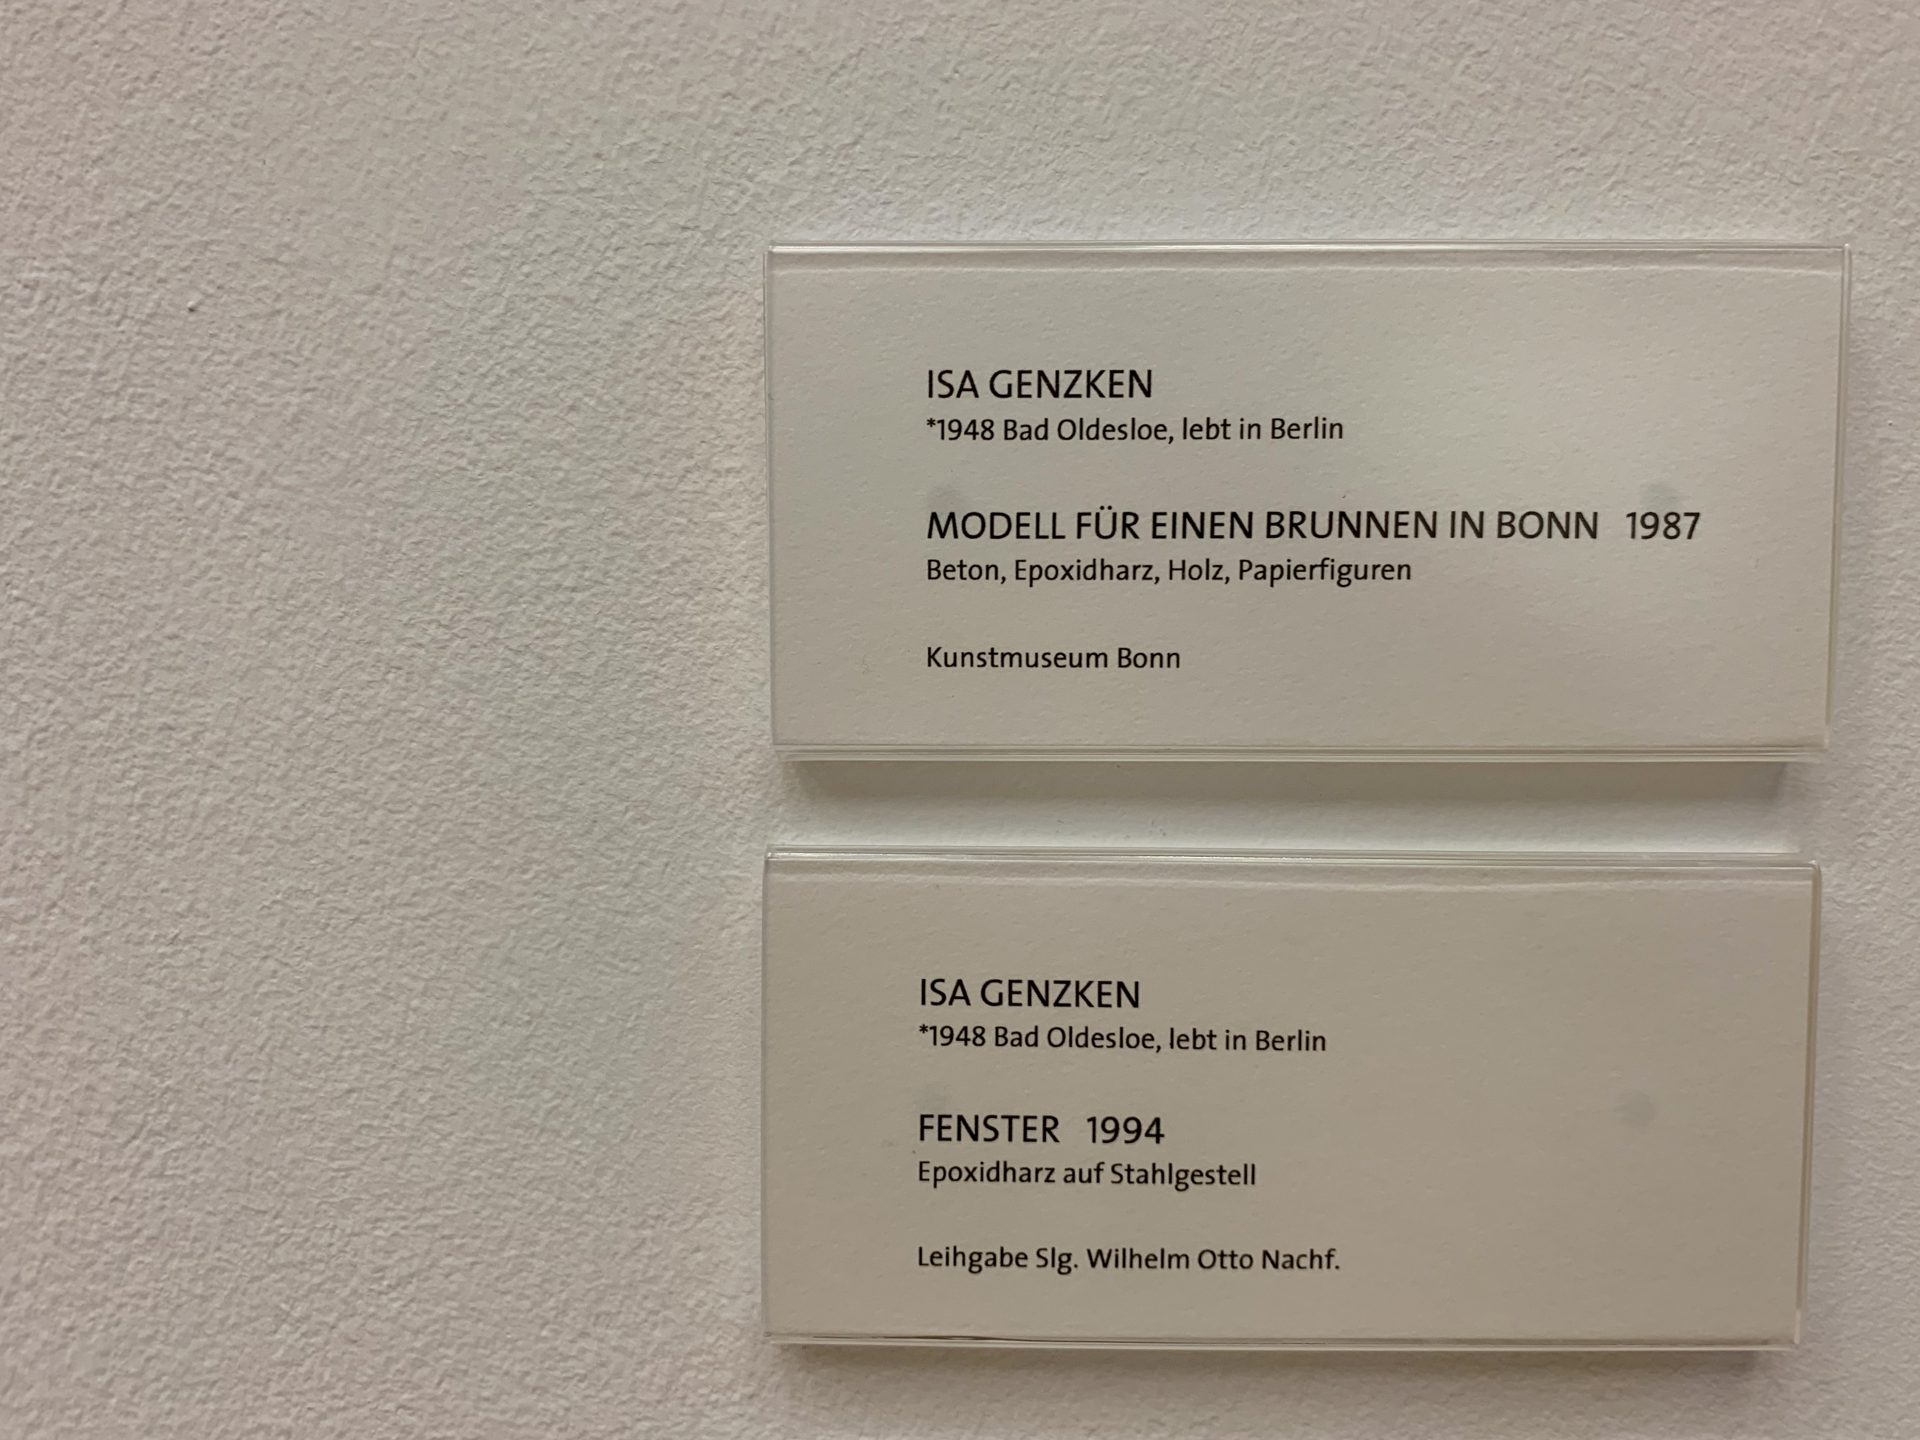 ISA GENZKEN
*1948 Bad Oldesloe, lebt in Berlin
MODELL FÜR EINEN BRUNNEN IN BONN 1987
Beton, Epoxidharz, Holz, Papierfiguren
Kunstmuseum Bonn
ISA GENZKEN
*1948 Bad Oldesloe, lebt in Berlin
FENSTER 1994
Epoxidharz auf Stahlgestell
Leihgabe Slg. Wilhelm Otto Nachf.